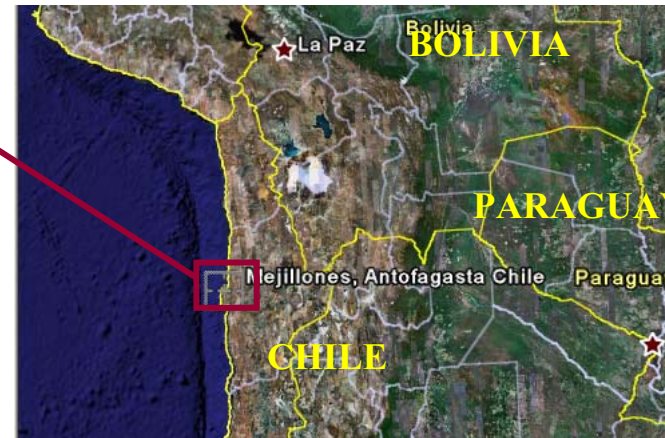 Bolivia
BOLIVIA
La Paz
PARAGUAY
Mejillones, Antofagasta Chile
Paragua
CHILE